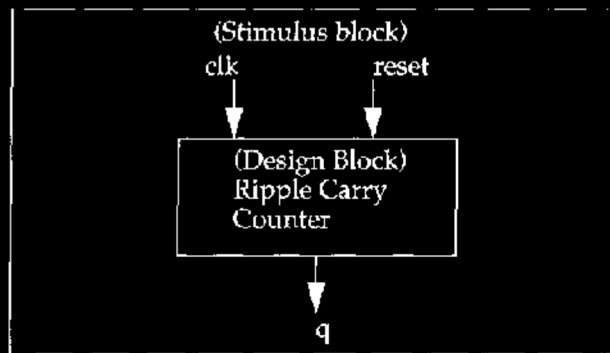 (Stimulus block)
clk reset
(Design Block)
Ripple Carry
Counter
q